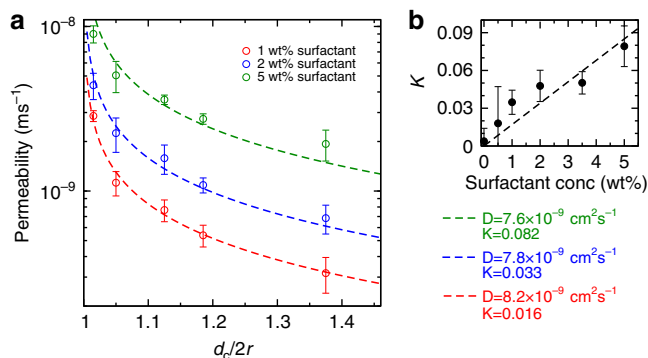 a
b
1 wt% surfactant
2 wt% surfactant
5 wt% surfactant
Permeability (ms⁻¹)
10⁻⁸
10⁻⁹
1 1.1 1.2 1.3 1.4
d_c/2r
K
0.09
0.06
0.03
0
0 1 2 3 4 5
Surfactant conc (wt%)
D=7.6×10⁻⁹ cm²s⁻¹
K=0.082
D=7.8×10⁻⁹ cm²s⁻¹
K=0.033
D=8.2×10⁻⁹ cm²s⁻¹
K=0.016